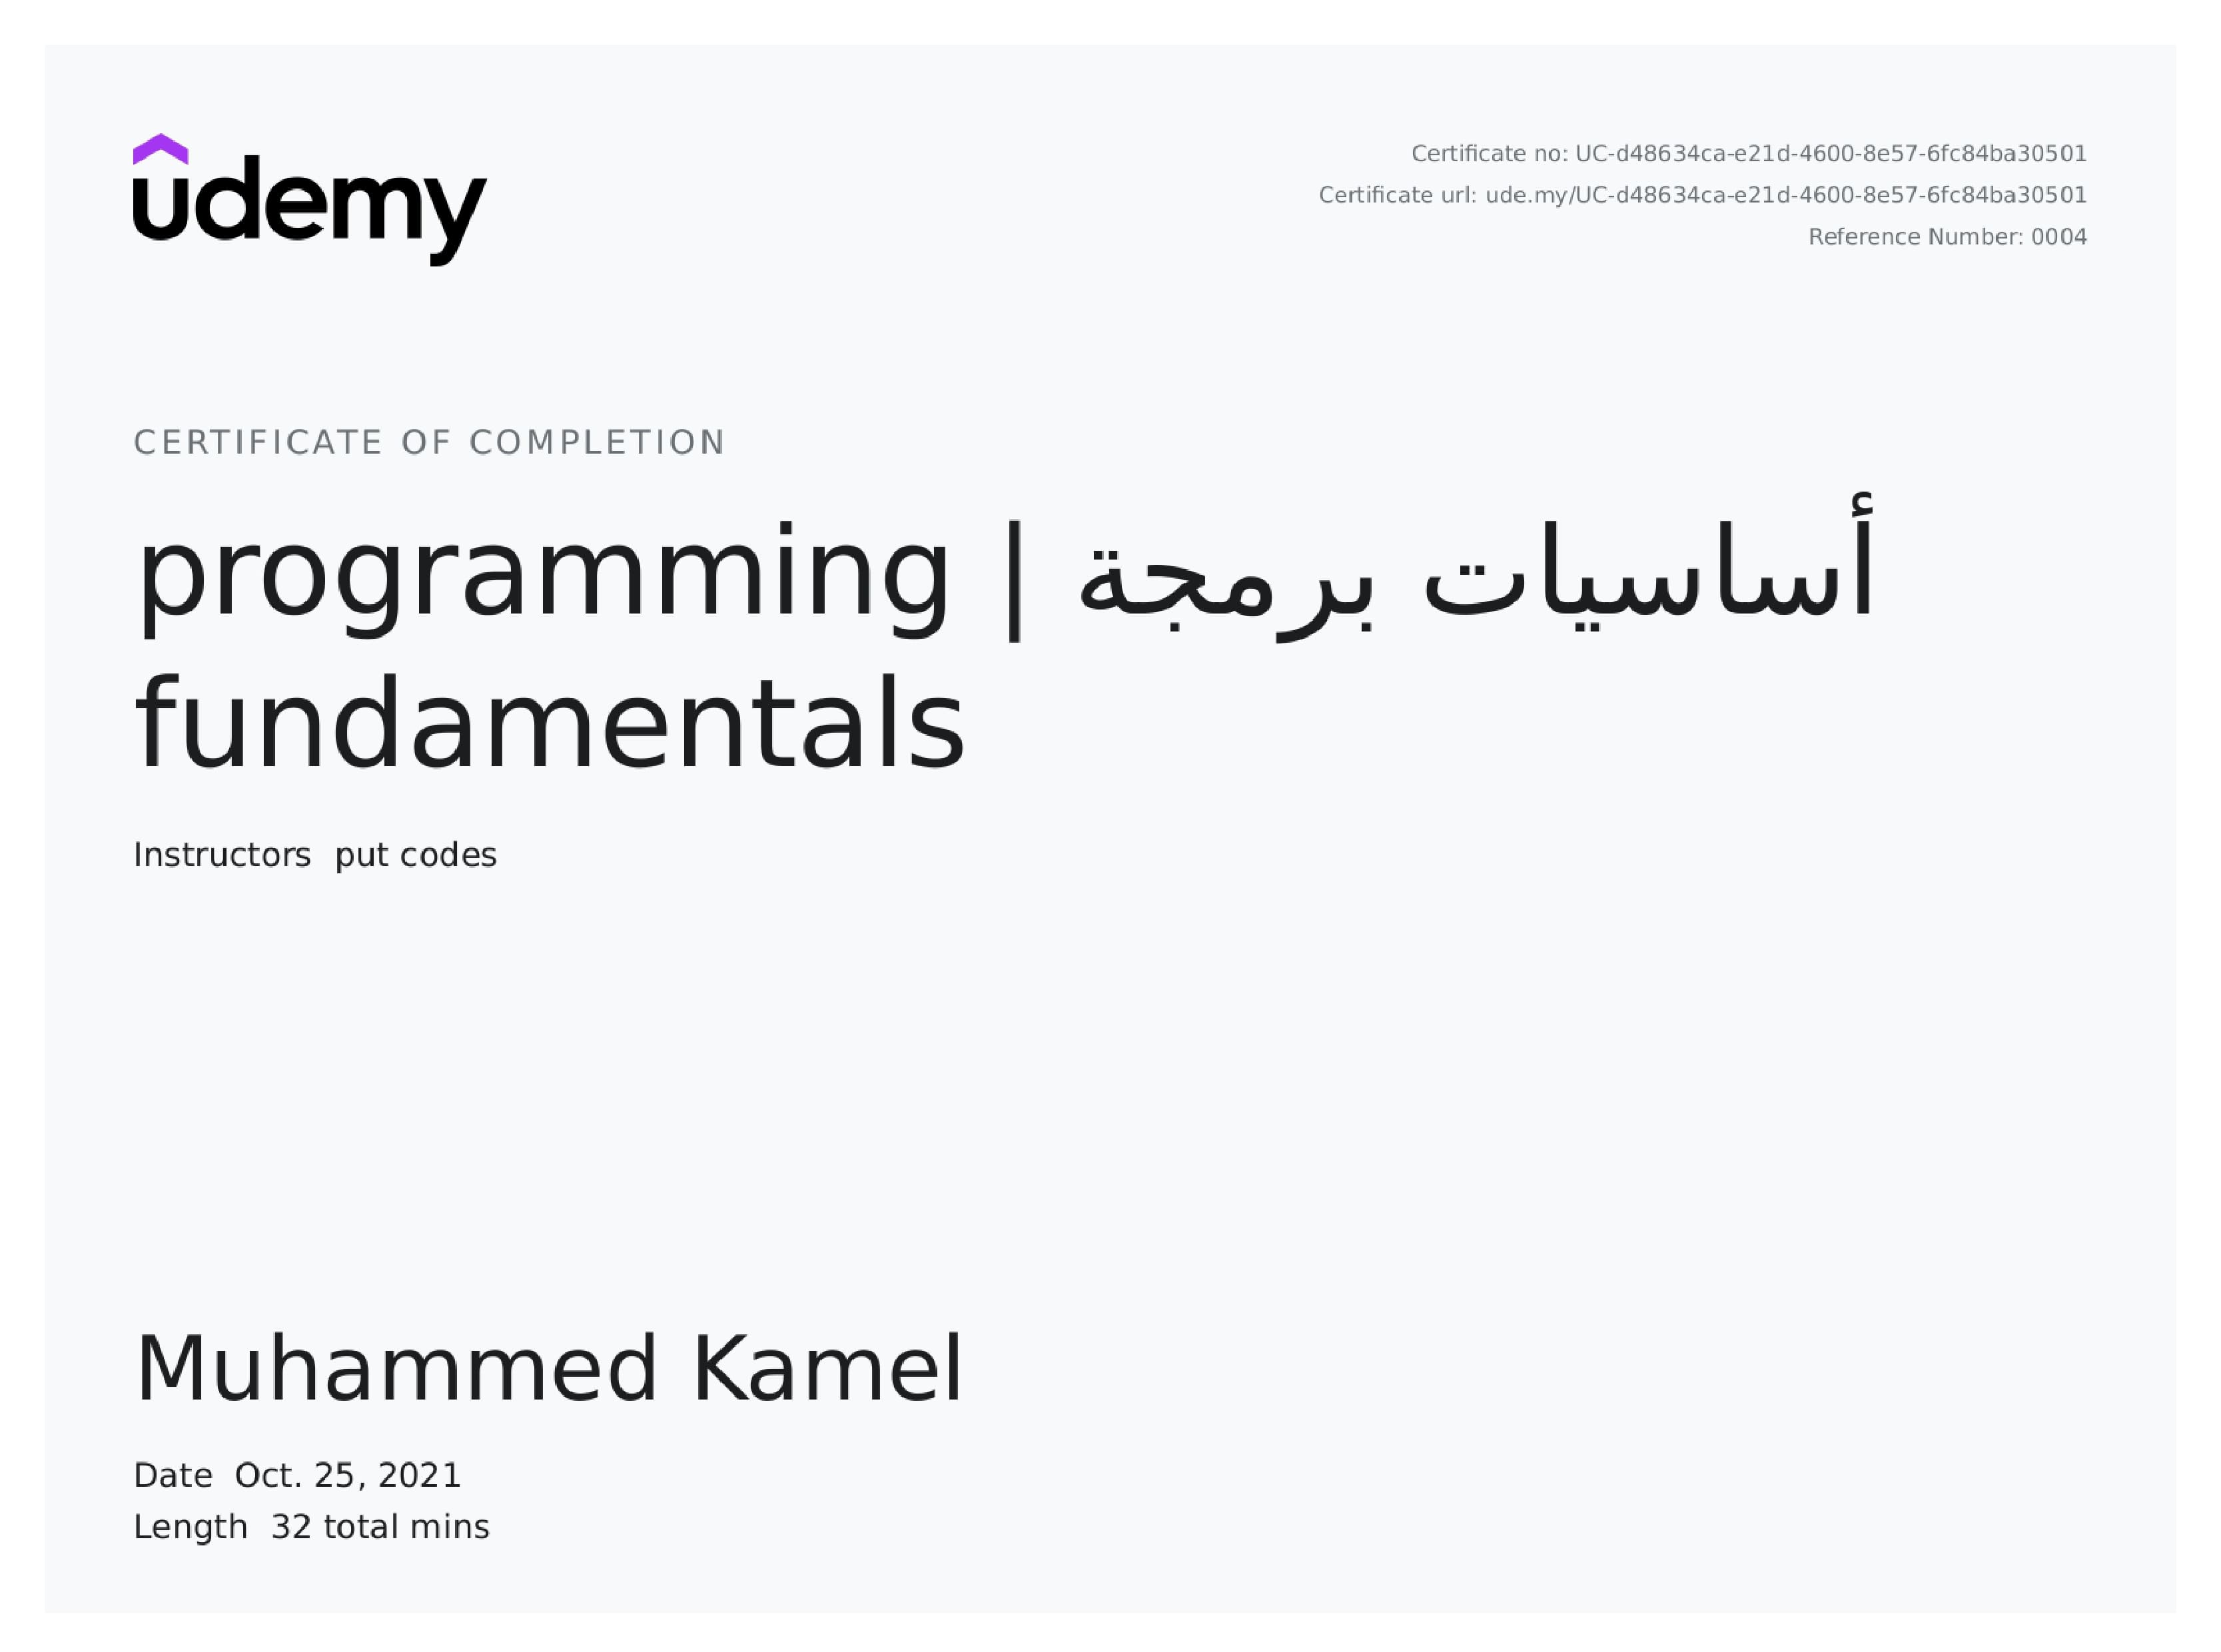 udemy
Certificate no: UC-d48634ca-e21d-4600-8e57-6fc84ba30501
Certificate url: ude.my/UC-d48634ca-e21d-4600-8e57-6fc84ba30501
Reference Number: 0004
CERTIFICATE OF COMPLETION
programming | أساسيات برمجة
fundamentals
Instructors put codes
Muhammed Kamel
Date Oct. 25, 2021
Length 32 total mins